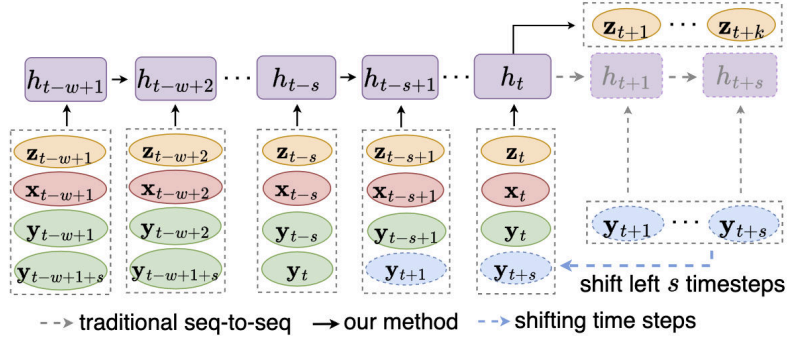 z_{t+1} ··· z_{t+k}
h_{t−w+1} h_{t−w+2} ··· h_{t−s} h_{t−s+1} ··· h_t h_{t+1} h_{t+s}
z_{t−w+1} z_{t−w+2} z_{t−s} z_{t−s+1} z_t
x_{t−w+1} x_{t−w+2} x_{t−s} x_{t−s+1} x_t
y_{t−w+1} y_{t−w+2} y_{t−s} y_{t−s+1} y_t y_{t+1} ··· y_{t+s}
y_{t−w+1+s} y_{t−w+1+s} y_t y_{t+1} y_{t+s}
shift left s timesteps
traditional seq-to-seq our method shifting time steps